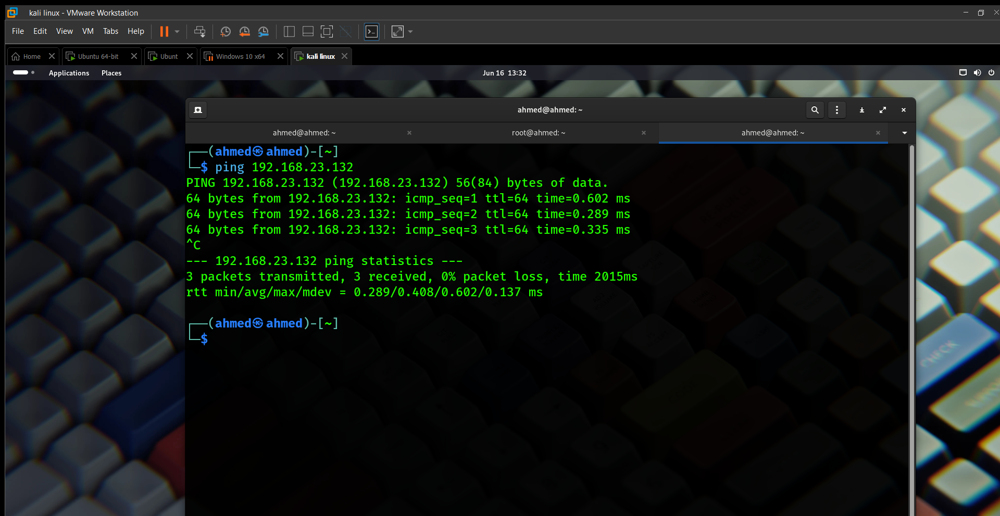 kali linux - VMware Workstation
File Edit View VM Tabs Help
Home Ubuntu 64-bit Ubunt Windows 10 x64 kali linux
Applications Places Jun 16 13:32
ahmed@ahmed: ~
ahmed@ahmed: ~ root@ahmed: ~ ahmed@ahmed: ~
┌──(ahmed㉿ahmed)-[~]
└─$ ping 192.168.23.132
PING 192.168.23.132 (192.168.23.132) 56(84) bytes of data.
64 bytes from 192.168.23.132: icmp_seq=1 ttl=64 time=0.602 ms
64 bytes from 192.168.23.132: icmp_seq=2 ttl=64 time=0.289 ms
64 bytes from 192.168.23.132: icmp_seq=3 ttl=64 time=0.335 ms
^C
--- 192.168.23.132 ping statistics ---
3 packets transmitted, 3 received, 0% packet loss, time 2015ms
rtt min/avg/max/mdev = 0.289/0.408/0.602/0.137 ms
┌──(ahmed㉿ahmed)-[~]
└─$
CHECK